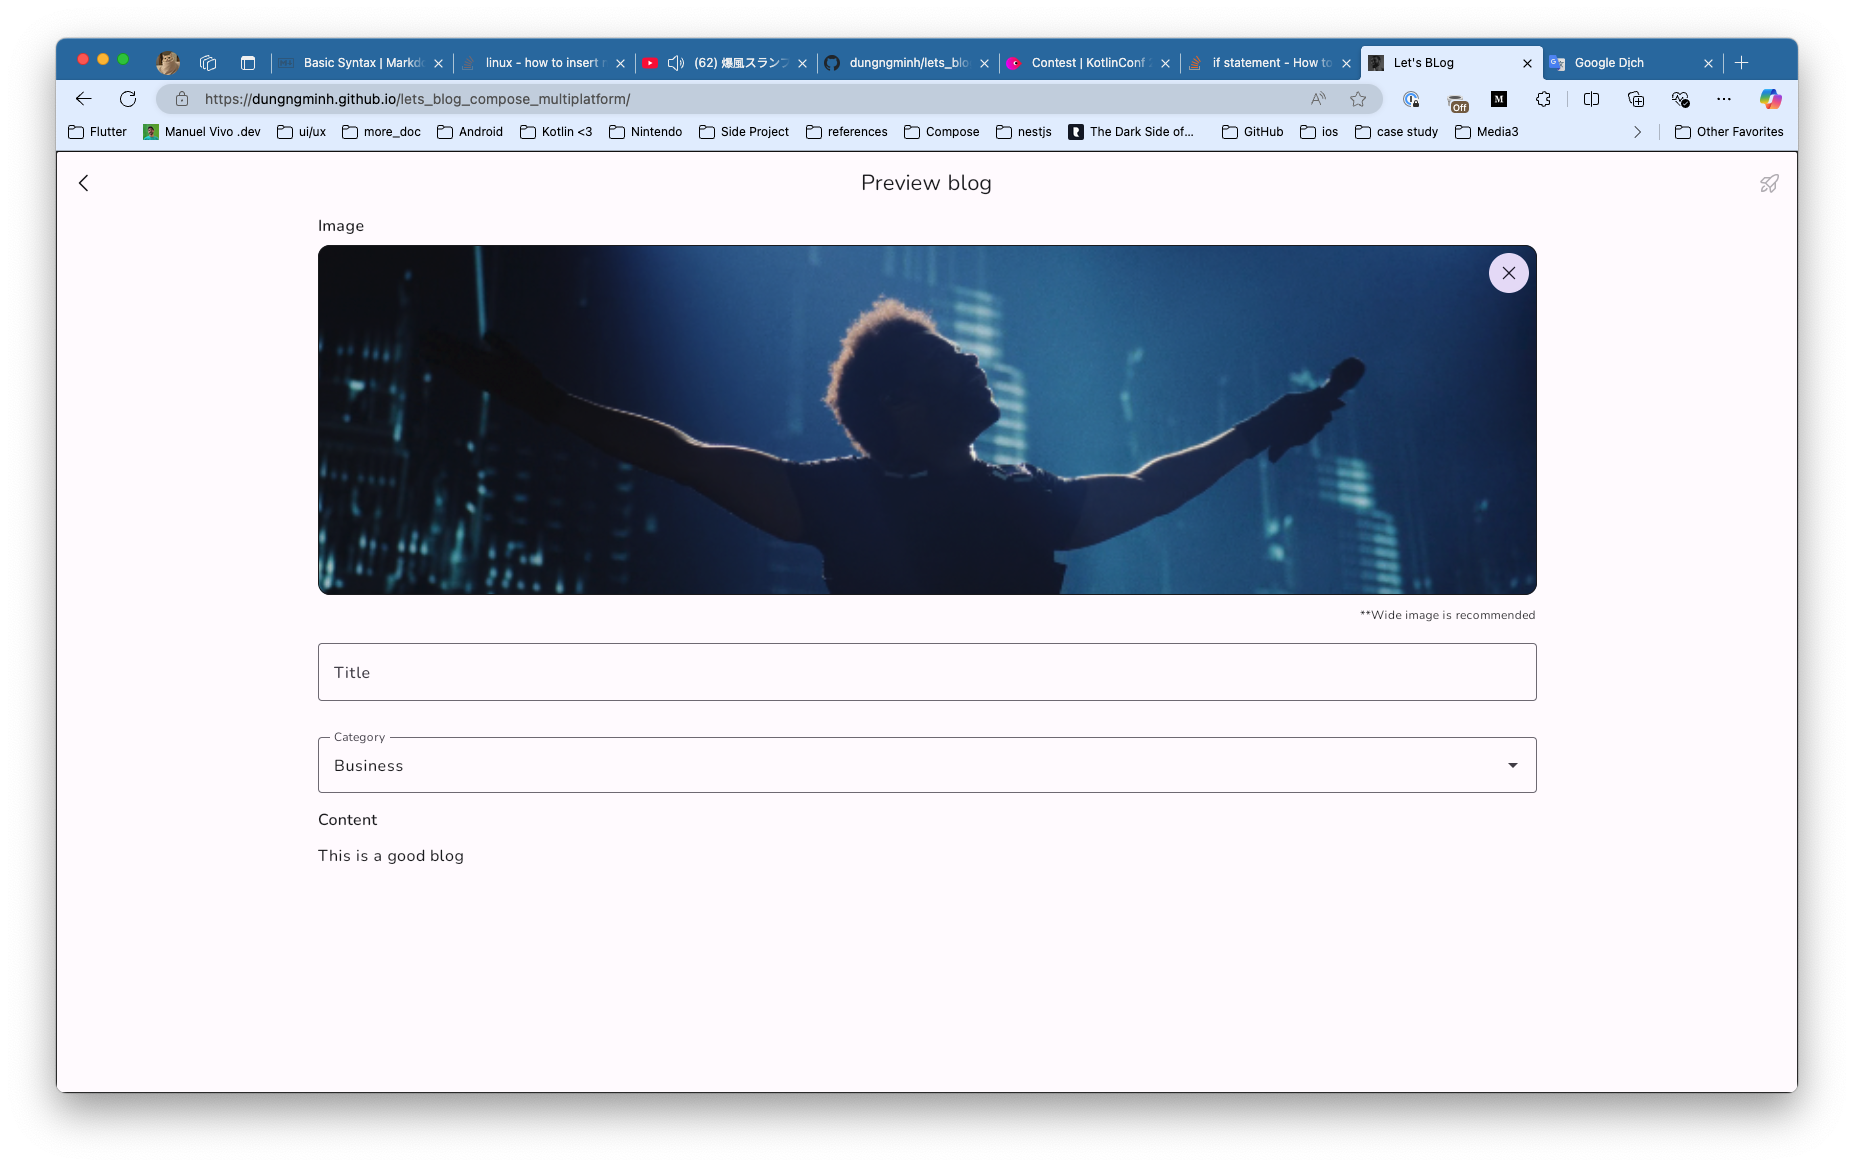 Basic Syntax | Markd
linux - how to insert
(62) 爆風スランプ
dungngminh/lets_blo
Contest | KotlinConf
if statement - How to
Let's BLog
Google Dịch
https://dungngminh.github.io/lets_blog_compose_multiplatform/
Off
M
Flutter
Manuel Vivo .dev
ui/ux
more_doc
Android
Kotlin <3
Nintendo
Side Project
references
Compose
nestjs
The Dark Side of...
GitHub
ios
case study
Media3
Other Favorites
Preview blog
Image
**Wide image is recommended
Title
Category
Business
Content
This is a good blog